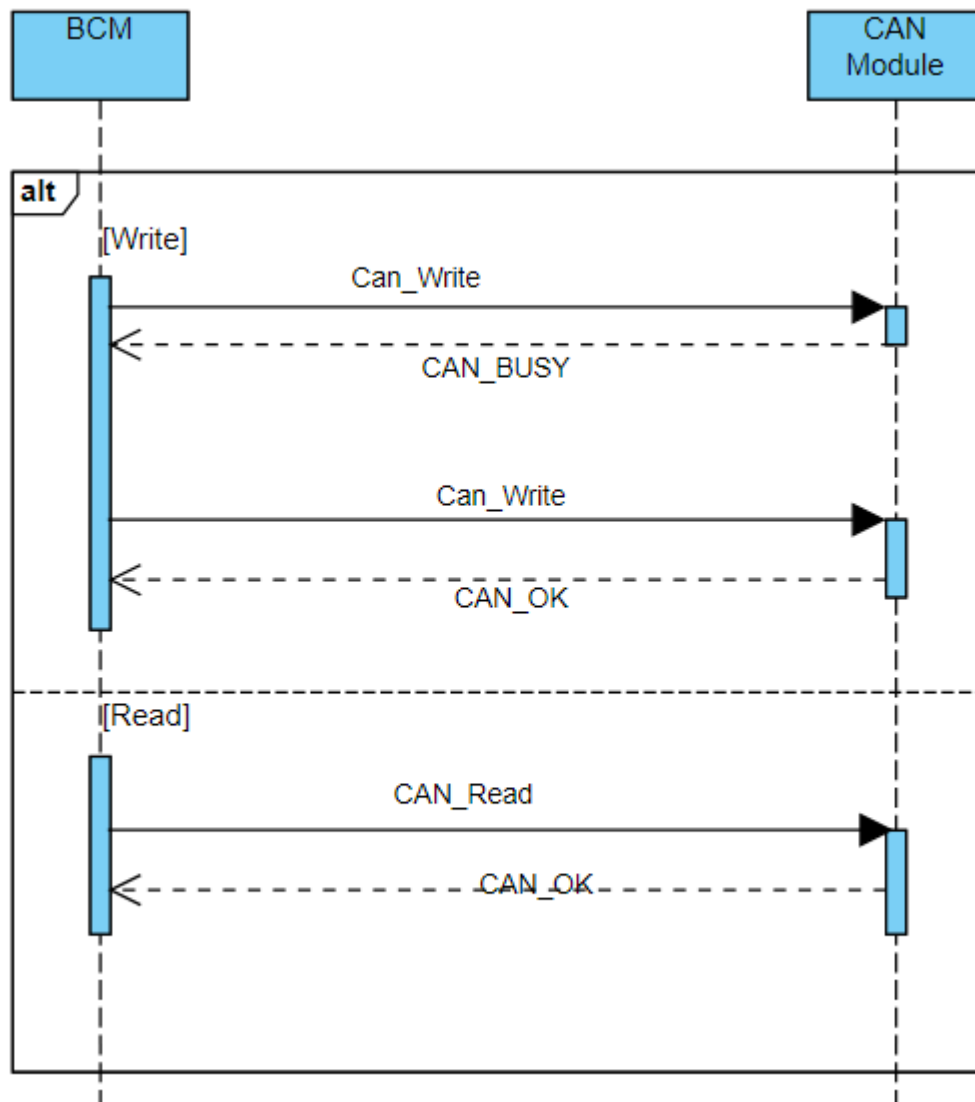 BCM
CAN
Module
alt
[Write]
Can_Write
CAN_BUSY
Can_Write
CAN_OK
[Read]
CAN_Read
CAN_OK